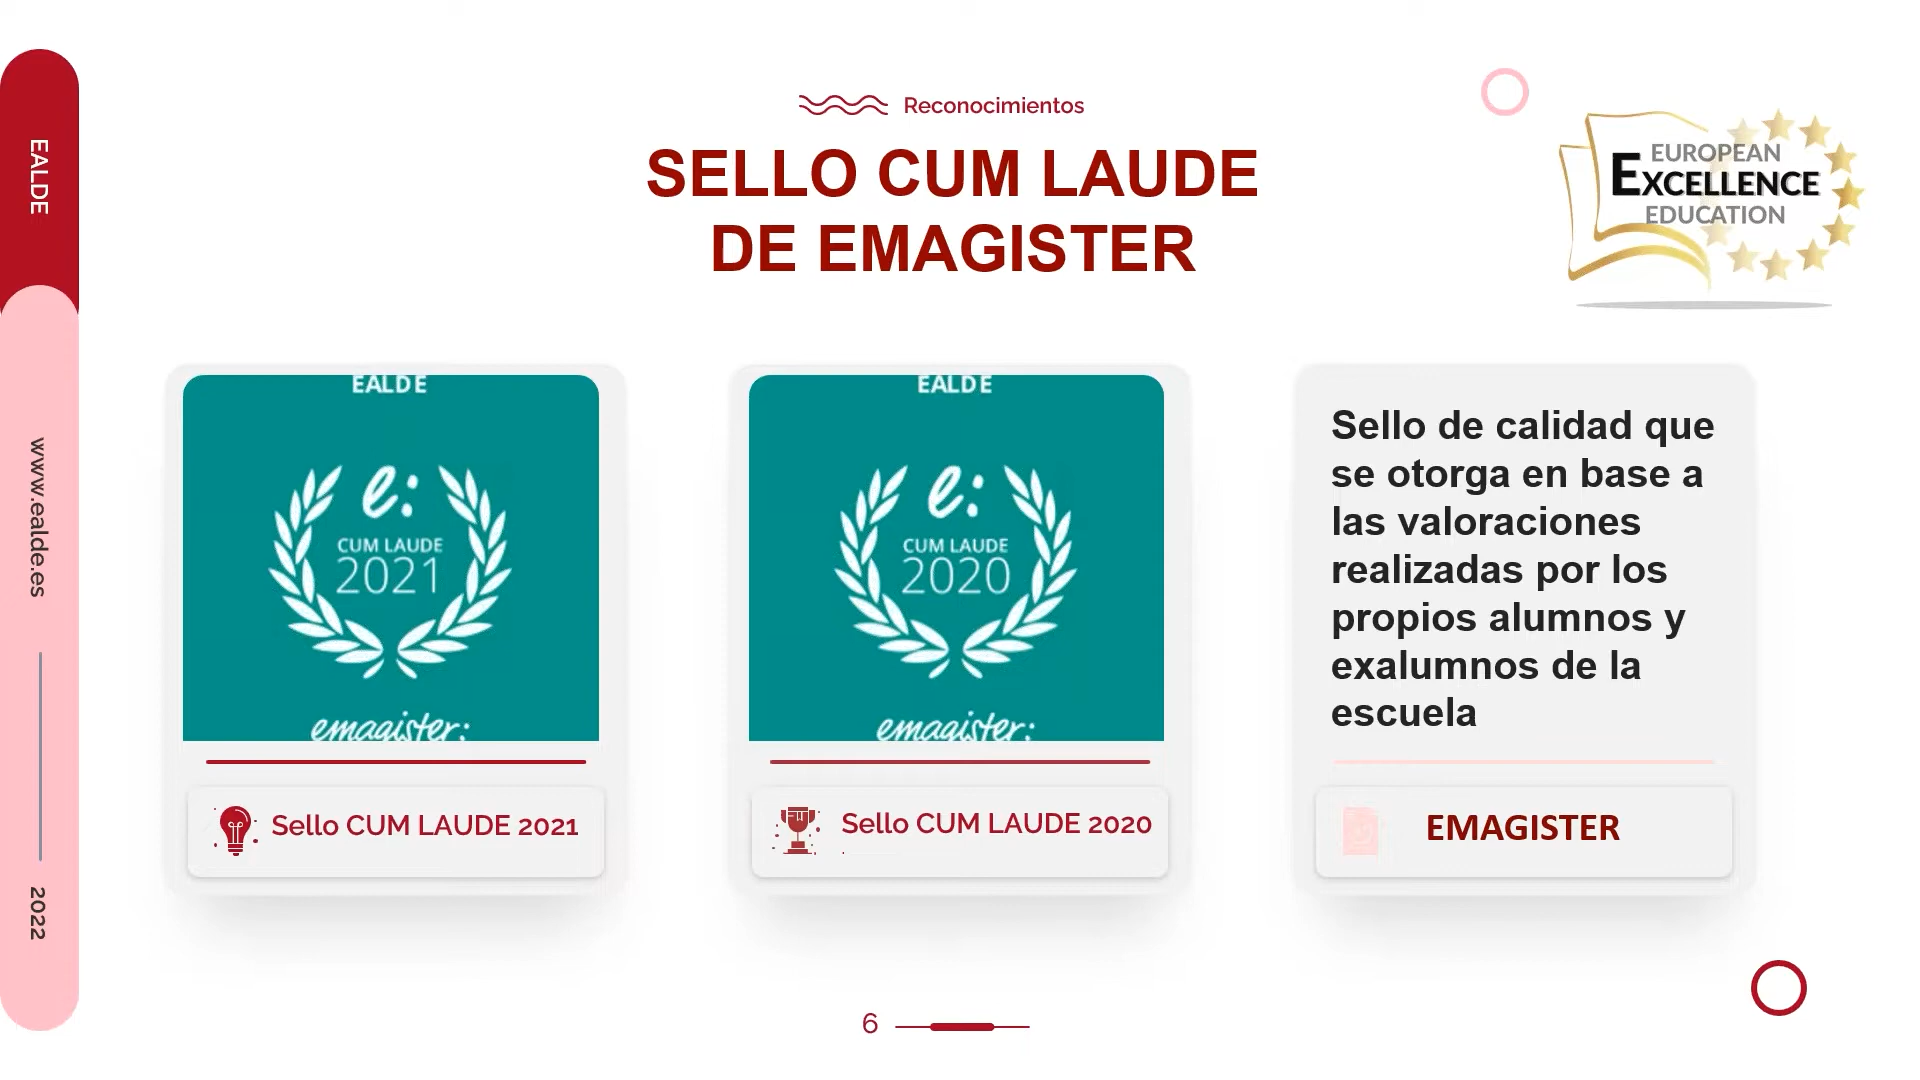 EALDE
www.ealde.es
2022
Reconocimientos
SELLO CUM LAUDE
DE EMAGISTER
EUROPEAN
EXCELLENCE
EDUCATION
EALDE
e:
CUM LAUDE
2021
emagister:
Sello CUM LAUDE 2021
EALDE
e:
CUM LAUDE
2020
emagister:
Sello CUM LAUDE 2020
.
Sello de calidad que
se otorga en base a
las valoraciones
realizadas por los
propios alumnos y
exalumnos de la
escuela
EMAGISTER
6